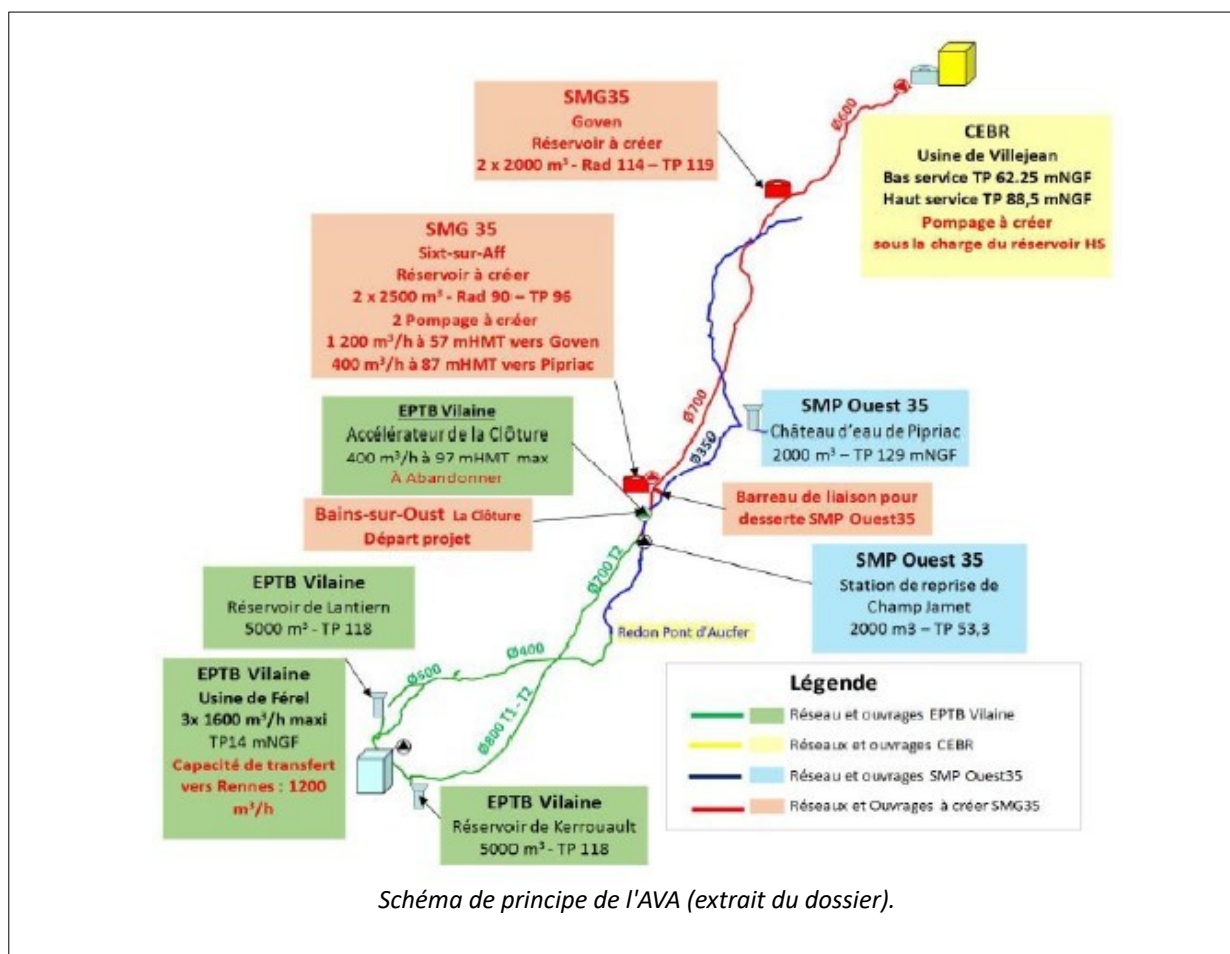 SMG35
Goven
Réservoir à créer
2 x 2000 m³ - Rad 114 – TP 119
Ø600
CEBR
Usine de Villejean
Bas service TP 62.25 mNGF
Haut service TP 88,5 mNGF
Pompage à créer
sous la charge du réservoir HS
SMG 35
Sixt-sur-Aff
Réservoir à créer
2 x 2500 m³ - Rad 90 – TP 96
2 Pompage à créer
1 200 m³/h à 57 mHMT vers Goven
400 m³/h à 87 mHMT vers Pipriac
Ø700
Ø350
EPTB Vilaine
Accélérateur de la Clôture
400 m³/h à 97 mHMT max
À Abandonner
SMP Ouest 35
Château d'eau de Pipriac
2000 m³ – TP 129 mNGF
Bains-sur-Oust La Clôture
Départ projet
Barreau de liaison pour
desserte SMP Ouest35
Ø700 T2
SMP Ouest 35
Station de reprise de
Champ Jamet
2000 m3 – TP 53,3
EPTB Vilaine
Réservoir de Lantiern
5000 m³ - TP 118
Redon Pont d'Aucfer
Ø400
EPTB Vilaine
Usine de Férel
3x 1600 m³/h maxi
TP14 mNGF
Capacité de transfert
vers Rennes : 1200
m³/h
Ø800 T1 - T2
EPTB Vilaine
Réservoir de Kerrouault
5000 m³ - TP 118
Légende
Réseau et ouvrages EPTB Vilaine
Réseaux et ouvrages CEBR
Réseau et ouvrages SMP Ouest35
Réseaux et Ouvrages à créer SMG35
Schéma de principe de l'AVA (extrait du dossier).